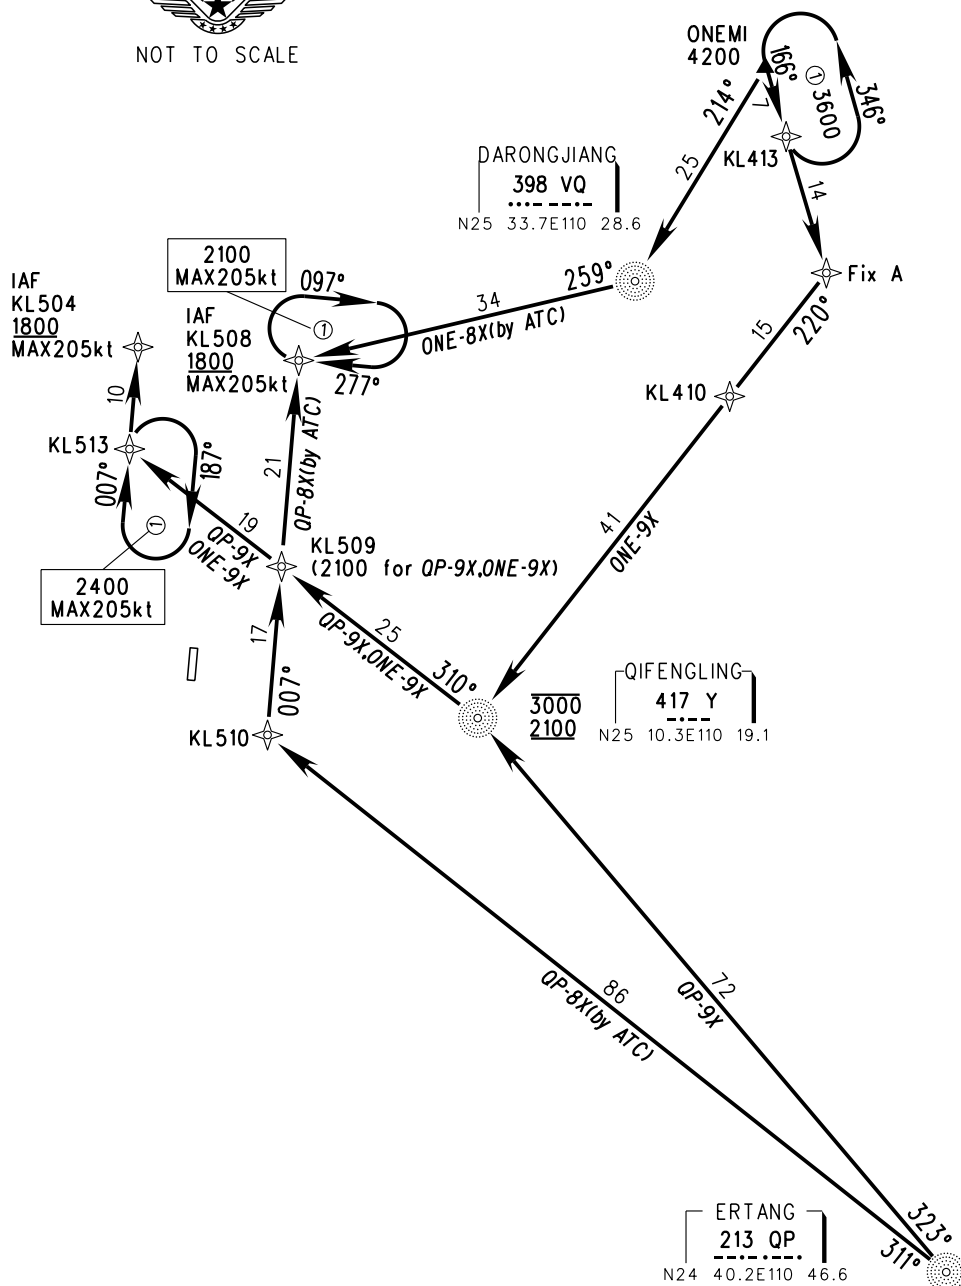 NOT TO SCALE
ONEMI
4200
166°
① 3600
346°
7
KL413
214°
25
14
DARONGJIANG
398 VQ
N25 33.7E110 28.6
Fix A
259°
34
ONE-8X(by ATC)
2100
MAX205kt
097°
①
277°
IAF
KL504
1800
MAX205kt
IAF
KL508
1800
MAX205kt
15
220°
KL410
10
KL513
007°
187°
①
2400
MAX205kt
21
QP-8X(by ATC)
19
QP-9X
ONE-9X
KL509
(2100 for QP-9X,ONE-9X)
41
ONE-9X
25
QP-9X,ONE-9X
310°
17
007°
KL510
3000
2100
QIFENGLING
417 Y
N25 10.3E110 19.1
86
QP-8X(by ATC)
72
QP-9X
ERTANG
213 QP
N24 40.2E110 46.6
323°
311°